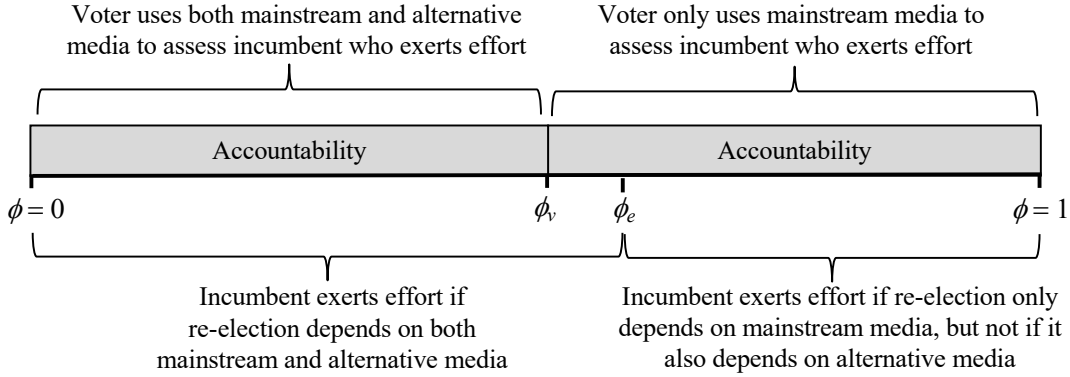 Voter uses both mainstream and alternative
media to assess incumbent who exerts effort
Voter only uses mainstream media to
assess incumbent who exerts effort
Accountability
Accountability
ϕ = 0
ϕv
ϕe
ϕ = 1
Incumbent exerts effort if
re-election depends on both
mainstream and alternative media
Incumbent exerts effort if re-election only
depends on mainstream media, but not if it
also depends on alternative media